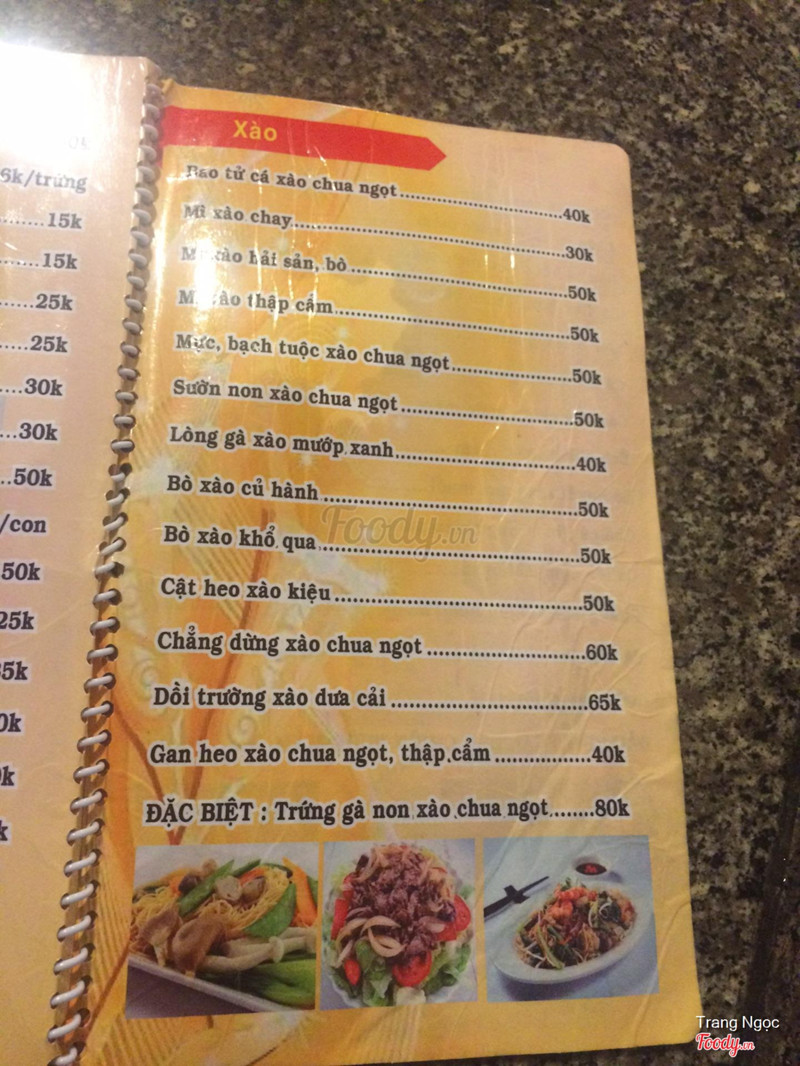 6k/trứng
15k
15k
25k
25k
30k
30k
50k
/con
50k
25k
5k
0k
k
k
Xào
Bao tử cá xào chua ngọt 40k
Mì xào chay 30k
Mì xào hải sản, bò 50k
Mì xào thập cẩm 50k
Mực, bạch tuộc xào chua ngọt 50k
Sườn non xào chua ngọt 50k
Lòng gà xào mướp xanh 40k
Bò xào củ hành 50k
Bò xào khổ qua 50k
Cật heo xào kiệu 50k
Chẳng dừng xào chua ngọt 60k
Dồi trường xào dưa cải 65k
Gan heo xào chua ngọt, thập cẩm 40k
ĐẶC BIỆT : Trứng gà non xào chua ngọt 80k
Foody.vn
Trang Ngọc
Foody.vn